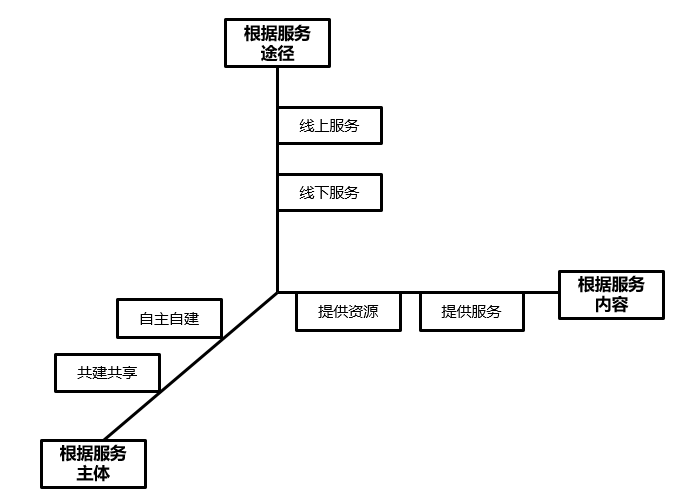 根据服务
途径
线上服务
线下服务
根据服务
内容
提供资源
提供服务
自主自建
共建共享
根据服务
主体